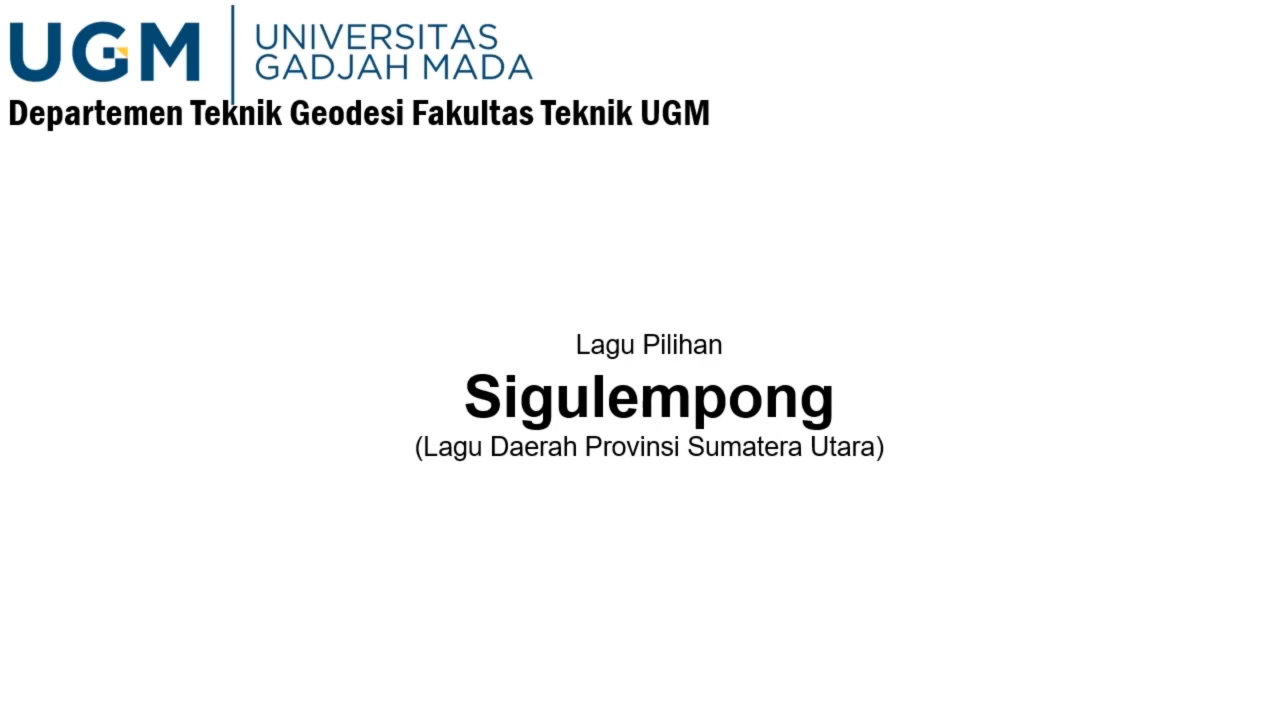 UGM
UNIVERSITAS
GADJAH MADA
Departemen Teknik Geodesi Fakultas Teknik UGM
Lagu Pilihan
Sigulempong
(Lagu Daerah Provinsi Sumatera Utara)